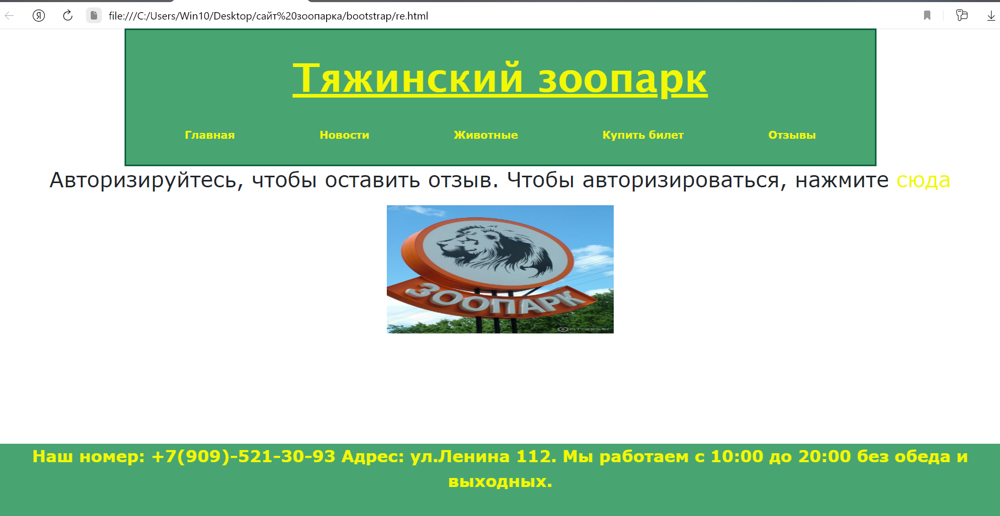 file:///C:/Users/Win10/Desktop/сайт%20зоопарка/bootstrap/re.html
Тяжинский зоопарк
Главная Новости Животные Купить билет Отзывы
Авторизируйтесь, чтобы оставить отзыв. Чтобы авторизироваться, нажмите сюда
ЗООПАРК
ОТЗОВИК
Наш номер: +7(909)-521-30-93 Адрес: ул.Ленина 112. Мы работаем с 10:00 до 20:00 без обеда и
выходных.